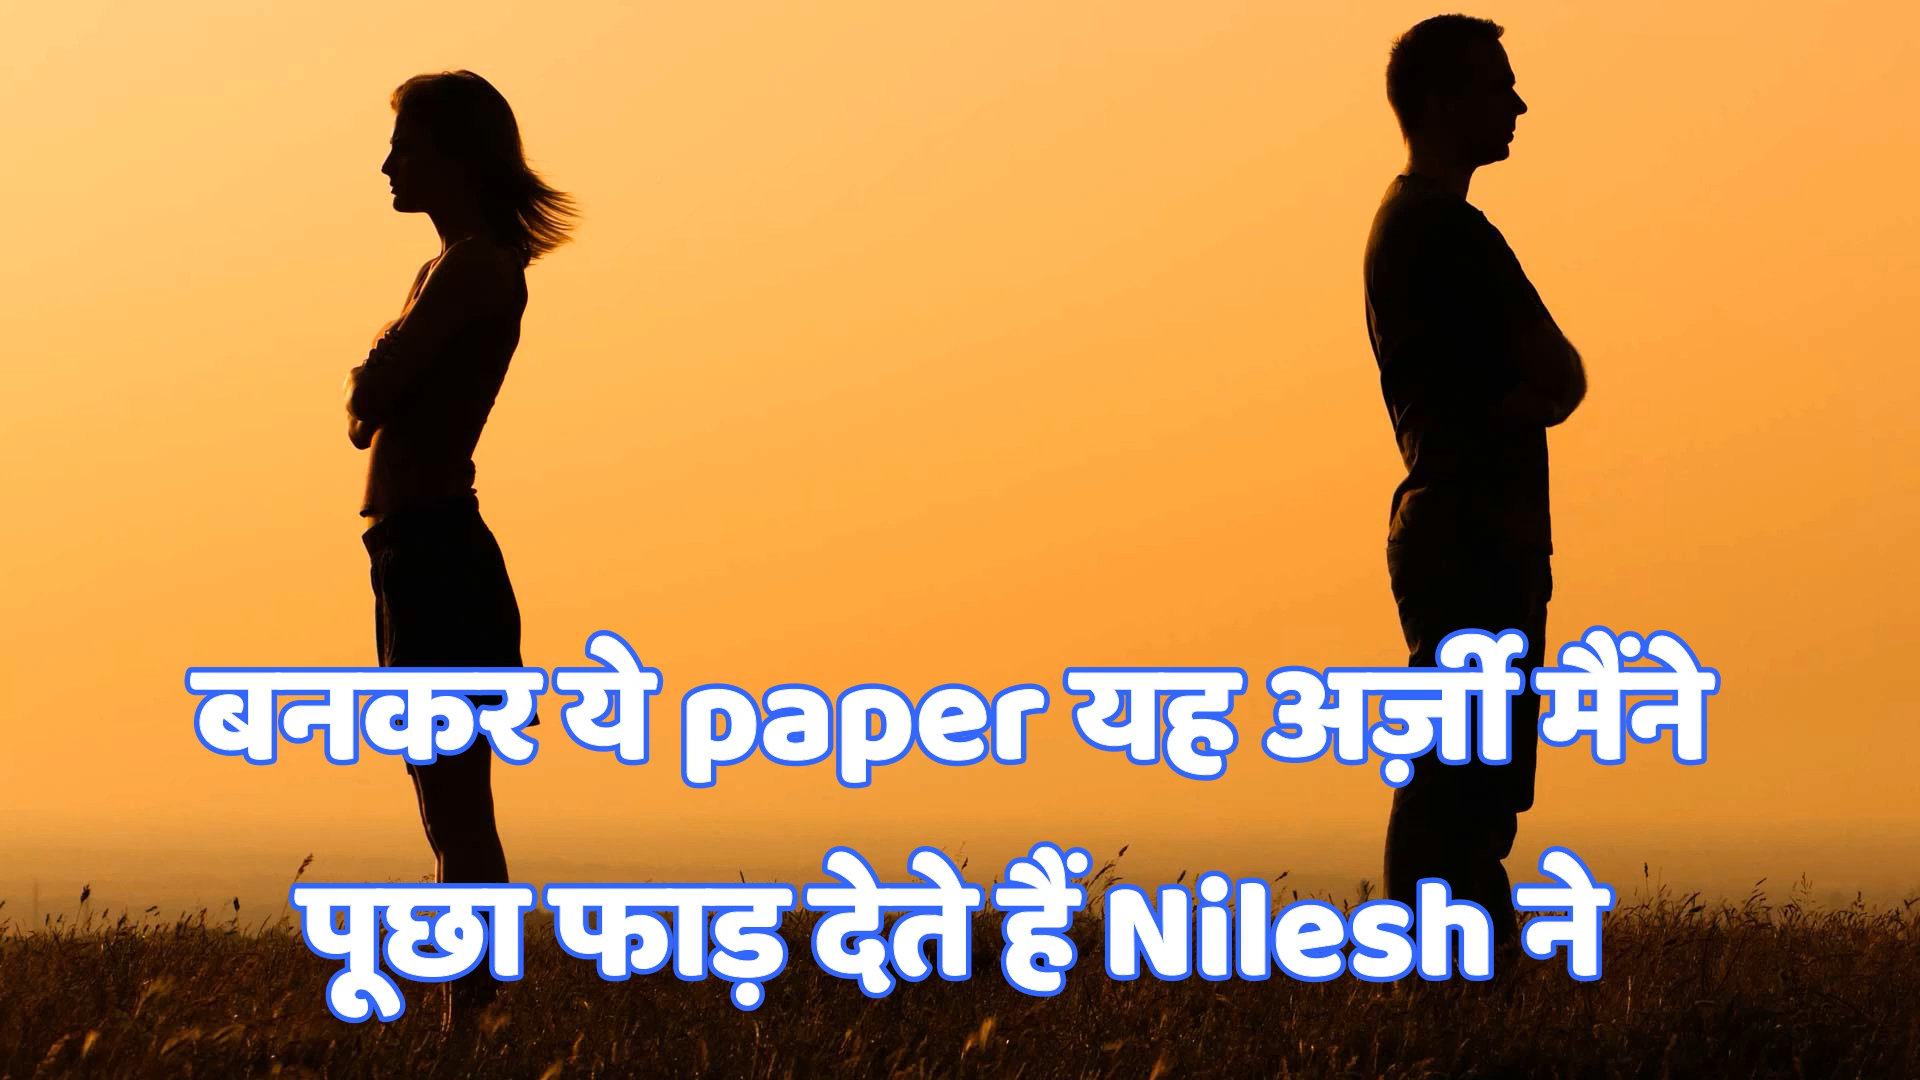 बनकर ये paper यह अर्ज़ी मैंने
पूछा फाड़ देते हैं Nilesh ने